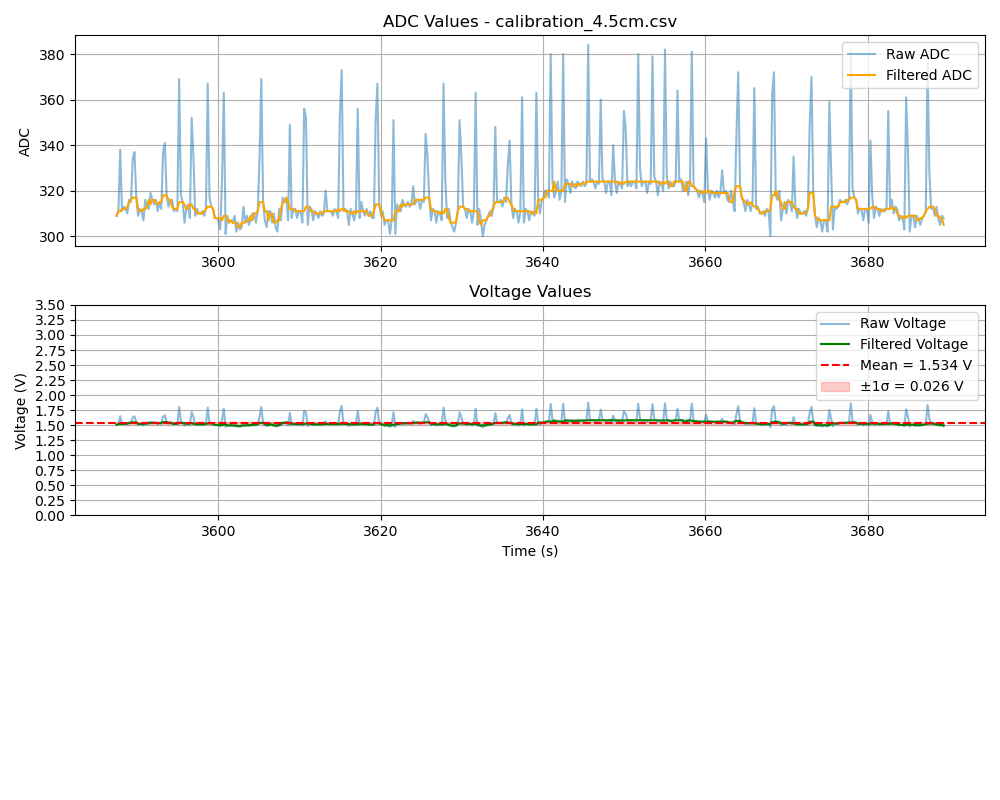 ADC Values - calibration_4.5cm.csv
ADC
380
360
340
320
300
Raw ADC
Filtered ADC
3600
3620
3640
3660
3680
Voltage Values
Voltage (V)
3.50
3.25
3.00
2.75
2.50
2.25
2.00
1.75
1.50
1.25
1.00
0.75
0.50
0.25
0.00
Raw Voltage
Filtered Voltage
Mean = 1.534 V
±1σ = 0.026 V
3600
3620
3640
3660
3680
Time (s)